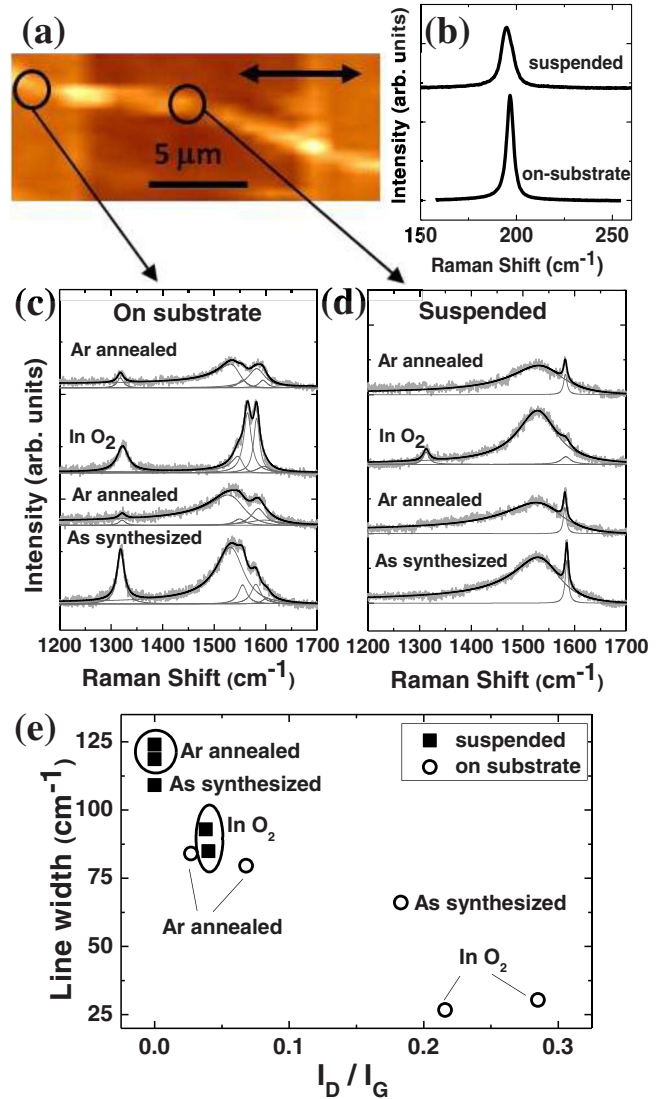 (a)
5 μm
(b)
Intensity (arb. units)
suspended
on-substrate
150 200 250
Raman Shift (cm-1)
(c)
On substrate
Intensity (arb. units)
Ar annealed
In O2
Ar annealed
As synthesized
1200 1300 1400 1500 1600 1700
Raman Shift (cm-1)
(d)
Suspended
Ar annealed
In O2
Ar annealed
As synthesized
1200 1300 1400 1500 1600 1700
Raman Shift (cm-1)
(e)
Line width (cm-1)
125
100
75
50
25
Ar annealed
As synthesized
In O2
Ar annealed
suspended
on substrate
As synthesized
In O2
0.0 0.1 0.2 0.3
ID / IG